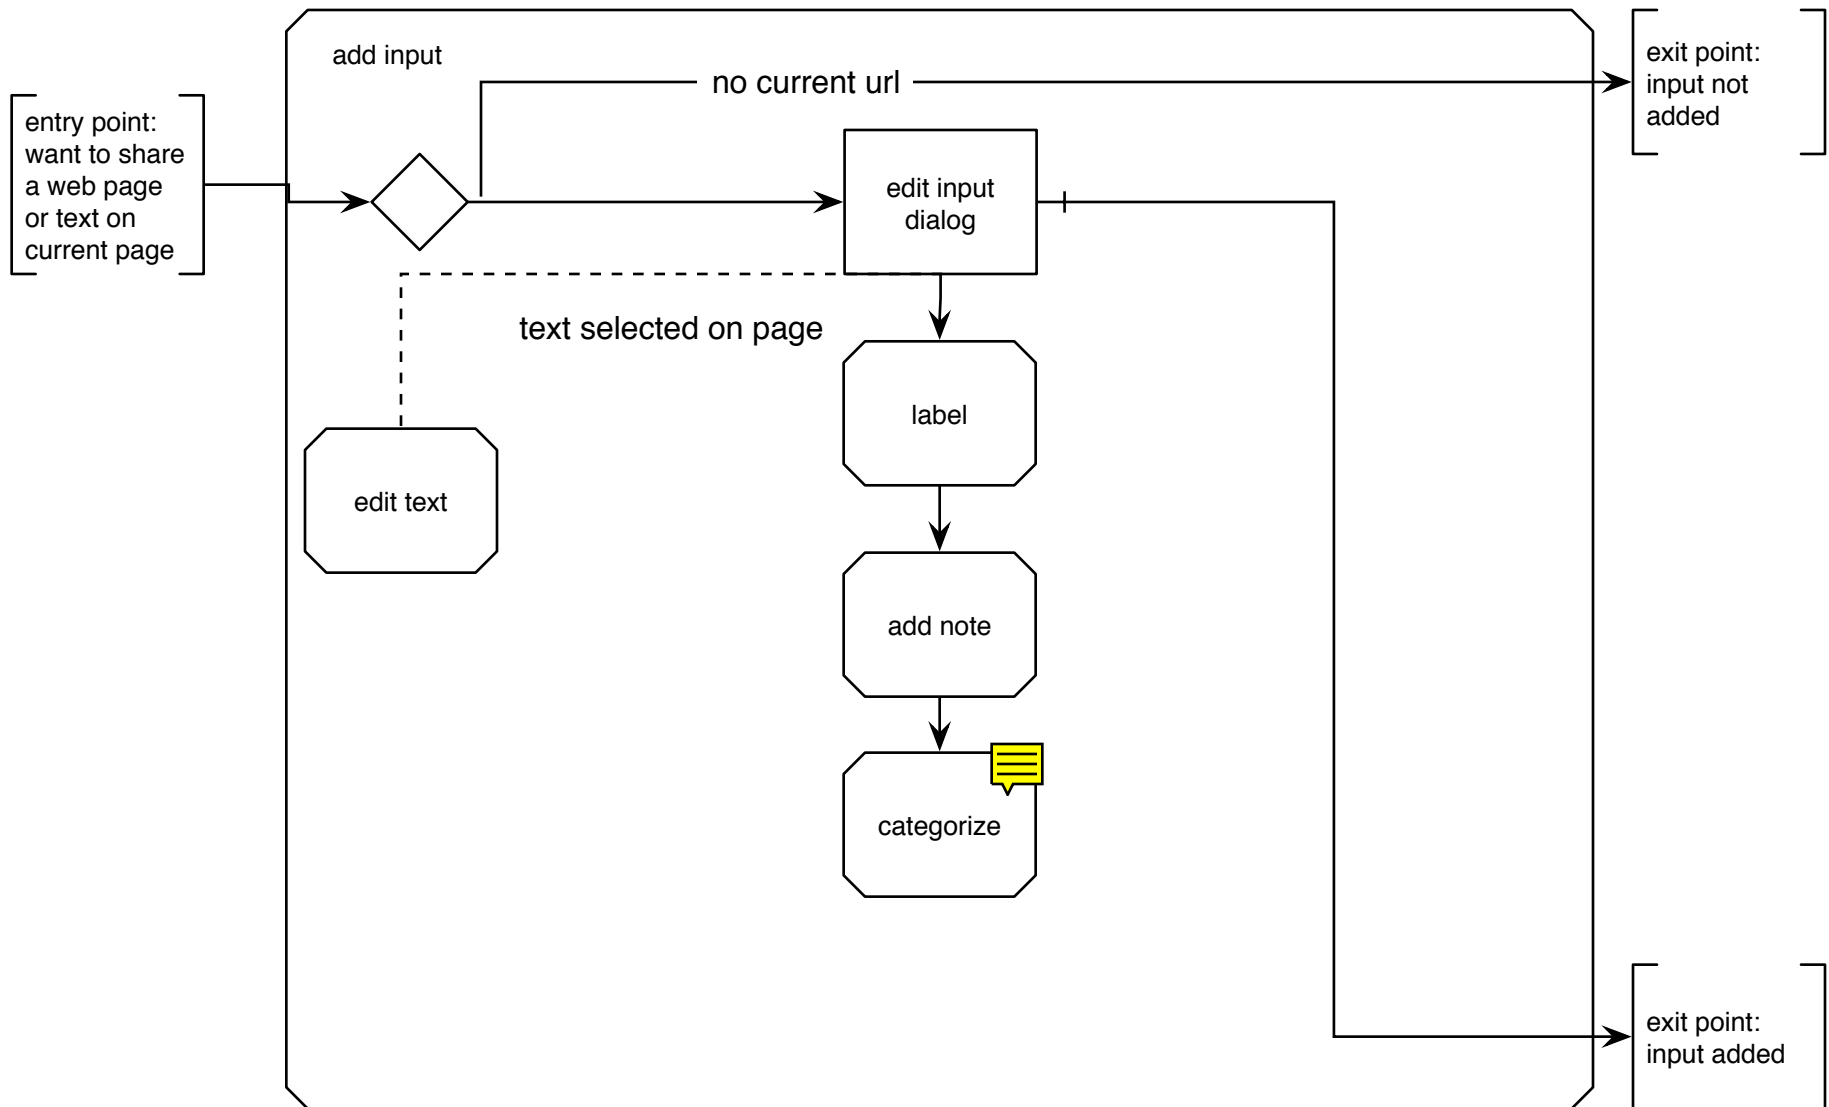 add input
no current url
exit point:
input not
added
entry point:
want to share
a web page
or text on
current page
edit input
dialog
text selected on page
label
edit text
add note
categorize
exit point:
input added